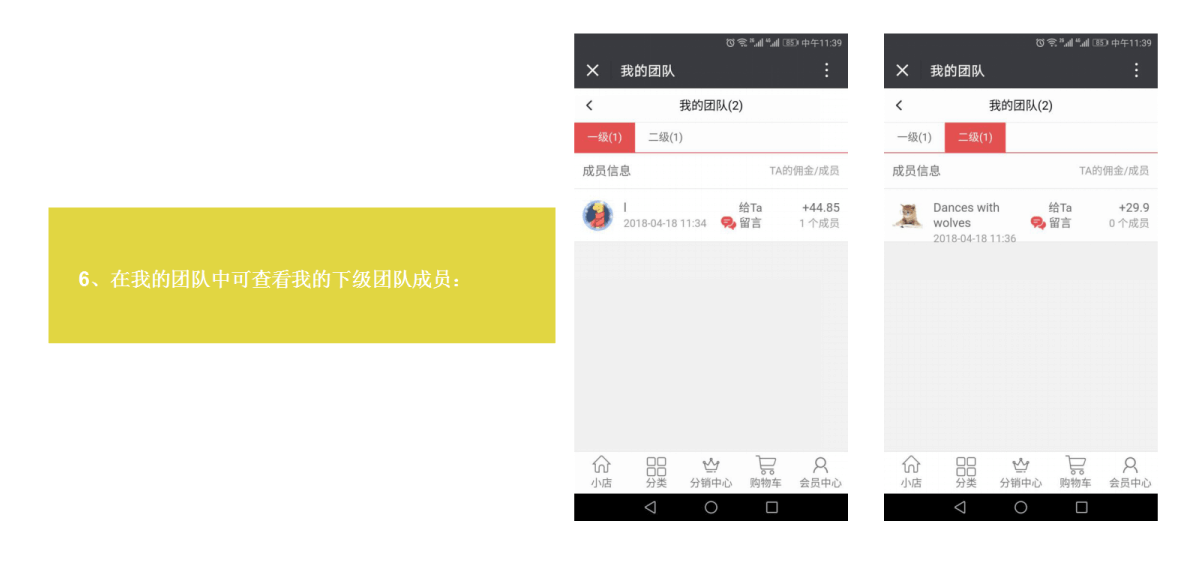 6、在我的团队中可查看我的下级团队成员：
中午11:39
我的团队
我的团队(2)
一级(1) 二级(1)
成员信息 TA的佣金/成员
l 给Ta +44.85
2018-04-18 11:34 留言 1 个成员
小店 分类 分销中心 购物车 会员中心
中午11:39
我的团队
我的团队(2)
一级(1) 二级(1)
成员信息 TA的佣金/成员
Dances with 给Ta +29.9
wolves 留言 0 个成员
2018-04-18 11:36
小店 分类 分销中心 购物车 会员中心